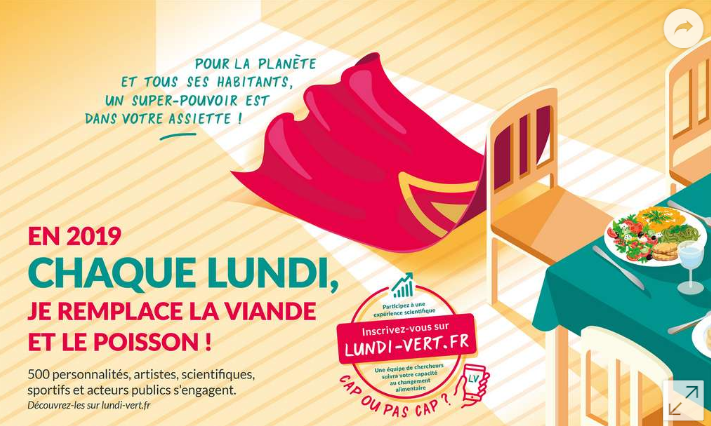 POUR LA PLANÈTE
ET TOUS SES HABITANTS,
UN SUPER-POUVOIR EST
DANS VOTRE ASSIETTE !
EN 2019
CHAQUE LUNDI,
JE REMPLACE LA VIANDE
ET LE POISSON !
500 personnalités, artistes, scientifiques,
sportifs et acteurs publics s'engagent.
Découvrez-les sur lundi-vert.fr
Participez à une
expérience scientifique
Inscrivez-vous sur
LUNDI-VERT.FR
Une équipe de chercheurs
suivra votre capacité
au changement
alimentaire
LV
CAP OU PAS CAP ?